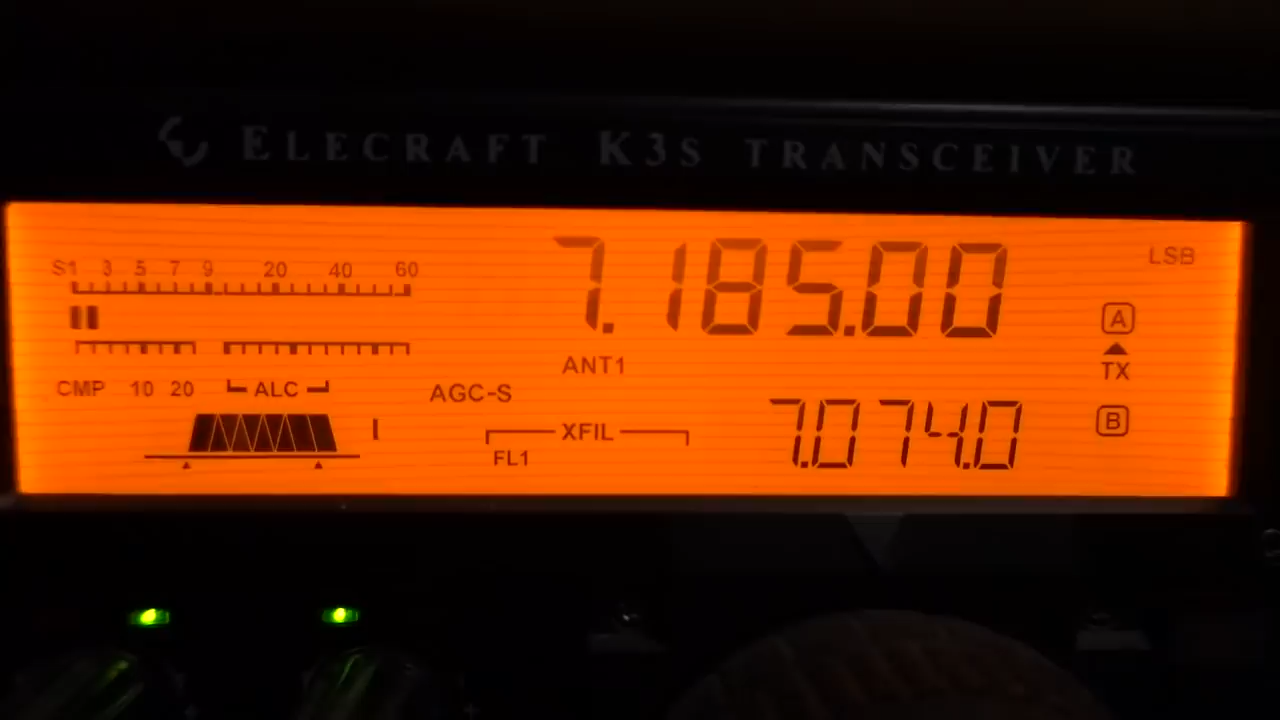 ELECRAFT K3S TRANSCEIVER
S1 3 5 7 9 20 40 60
7.185.00
LSB
A
ANT1
TX
CMP 10 20 ALC
AGC-S
7.074.0
B
XFIL
FL1